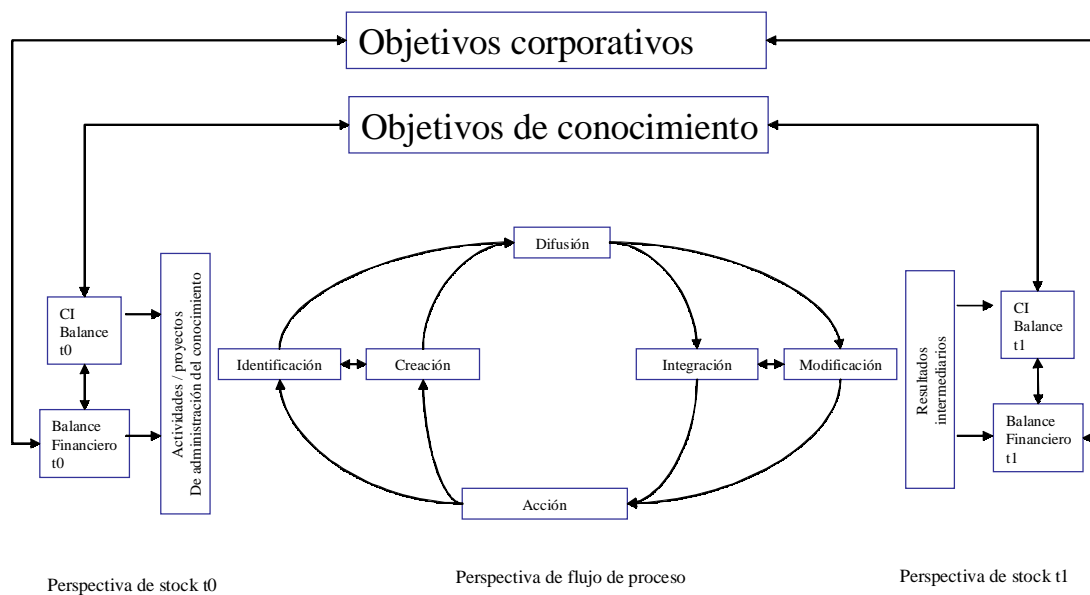 Objetivos corporativos
Objetivos de conocimiento
Difusión
CI
Balance
t0
Actividades / proyectos
De administración del conocimiento
Identificación
Creación
Integración
Modificación
Resultados
intermediarios
CI
Balance
t1
Balance
Financiero
t0
Balance
Financiero
t1
Acción
Perspectiva de stock t0
Perspectiva de flujo de proceso
Perspectiva de stock t1